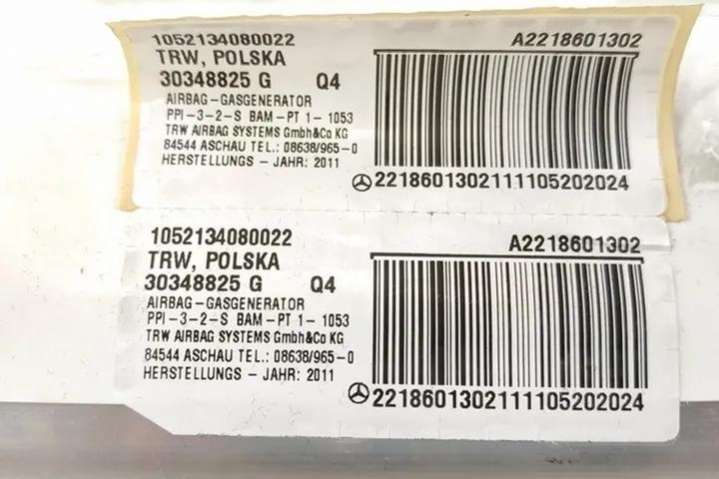 1052134080022
A2218601302
TRW, POLSKA
30348825 G Q4
AIRBAG-GASGENERATOR
PPI-3-2-S BAM-PT 1-1053
TRW AIRBAG SYSTEMS GmbH&Co KG
84544 ASCHAU TEL.: 08638/965-0
HERSTELLUNGS - JAHR: 2011
2218601302111105202024
1052134080022
A2218601302
TRW, POLSKA
30348825 G Q4
AIRBAG-GASGENERATOR
PPI-3-2-S BAM-PT 1-1053
TRW AIRBAG SYSTEMS GmbH&Co KG
84544 ASCHAU TEL.: 08638/965-0
HERSTELLUNGS - JAHR: 2011
2218601302111105202024